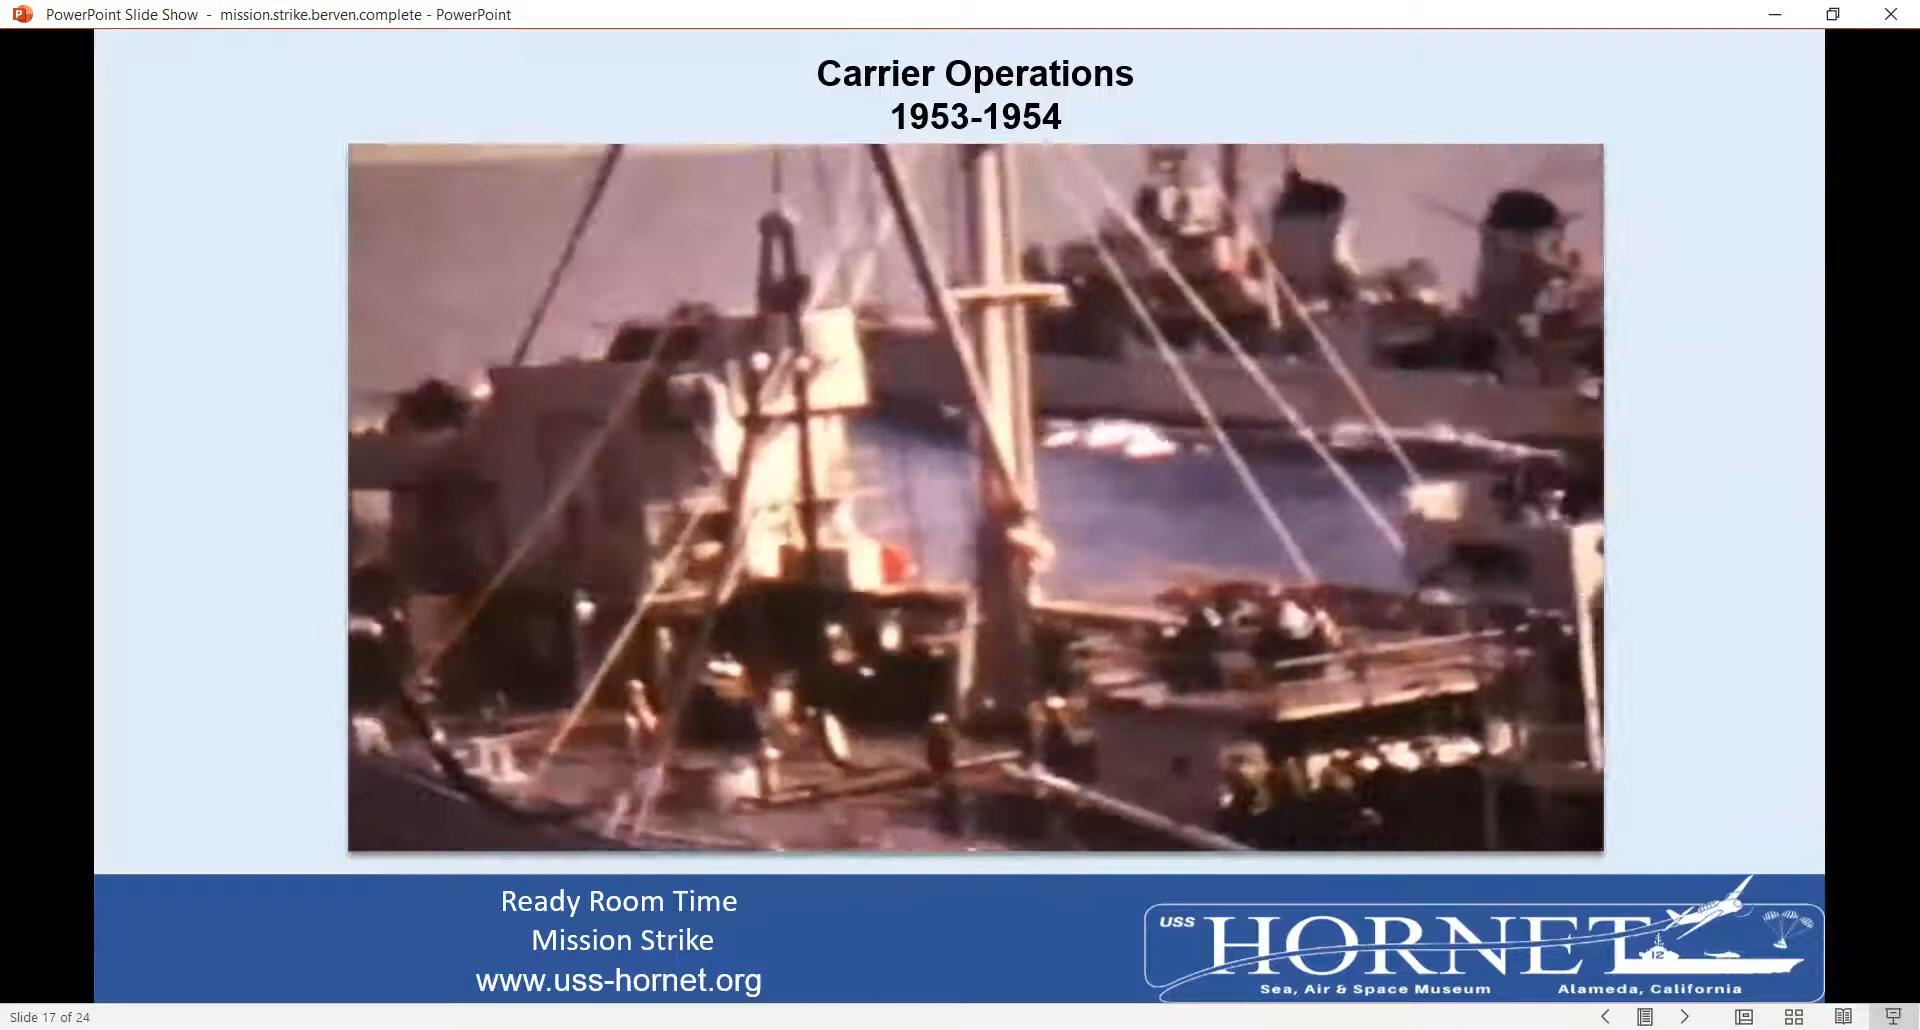 PowerPoint Slide Show - mission.strike.berven.complete - PowerPoint
Carrier Operations
1953-1954
Ready Room Time
Mission Strike
www.uss-hornet.org
USS HORNET
12
Sea, Air & Space Museum Alameda, California
Slide 17 of 24